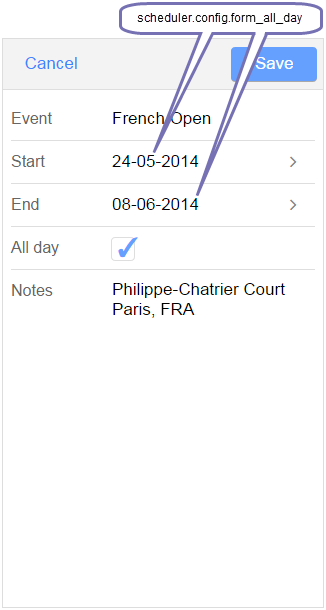 scheduler.config.form_all_day
Cancel Save
Event French Open
Start 24-05-2014
End 08-06-2014
All day
Notes Philippe-Chatrier Court
Paris, FRA